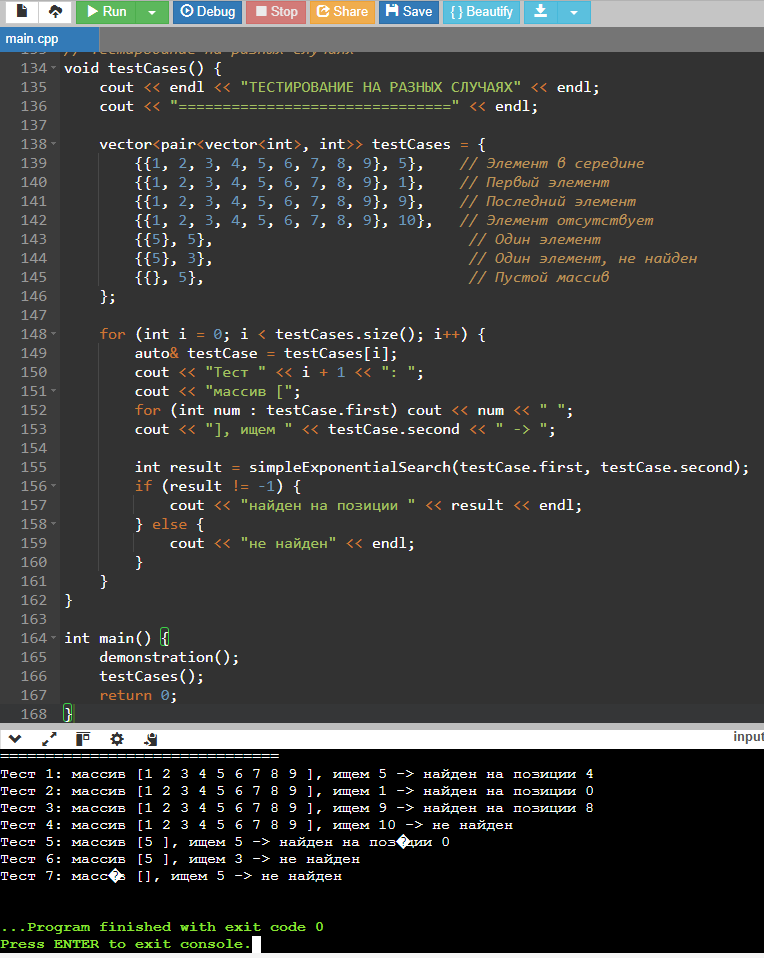 Run Debug Stop Share Save { } Beautify
main.cpp
133 // Тестирование на разных случаях
134 void testCases() {
135 cout << endl << "ТЕСТИРОВАНИЕ НА РАЗНЫХ СЛУЧАЯХ" << endl;
136 cout << "===============================" << endl;
137
138 vector<pair<vector<int>, int>> testCases = {
139 {{1, 2, 3, 4, 5, 6, 7, 8, 9}, 5}, // Элемент в середине
140 {{1, 2, 3, 4, 5, 6, 7, 8, 9}, 1}, // Первый элемент
141 {{1, 2, 3, 4, 5, 6, 7, 8, 9}, 9}, // Последний элемент
142 {{1, 2, 3, 4, 5, 6, 7, 8, 9}, 10}, // Элемент отсутствует
143 {{5}, 5}, // Один элемент
144 {{5}, 3}, // Один элемент, не найден
145 {{}, 5}, // Пустой массив
146 };
147
148 for (int i = 0; i < testCases.size(); i++) {
149 auto& testCase = testCases[i];
150 cout << "Тест " << i + 1 << ": ";
151 cout << "массив [";
152 for (int num : testCase.first) cout << num << " ";
153 cout << "], ищем " << testCase.second << " -> ";
154
155 int result = simpleExponentialSearch(testCase.first, testCase.second);
156 if (result != -1) {
157 cout << "найден на позиции " << result << endl;
158 } else {
159 cout << "не найден" << endl;
160 }
161 }
162 }
163
164 int main() {
165 demonstration();
166 testCases();
167 return 0;
168 }
input
===============================
Тест 1: массив [1 2 3 4 5 6 7 8 9 ], ищем 5 -> найден на позиции 4
Тест 2: массив [1 2 3 4 5 6 7 8 9 ], ищем 1 -> найден на позиции 0
Тест 3: массив [1 2 3 4 5 6 7 8 9 ], ищем 9 -> найден на позиции 8
Тест 4: массив [1 2 3 4 5 6 7 8 9 ], ищем 10 -> не найден
Тест 5: массив [5 ], ищем 5 -> найден на поз�ции 0
Тест 6: массив [5 ], ищем 3 -> не найден
Тест 7: масс�в [], ищем 5 -> не найден
...Program finished with exit code 0
Press ENTER to exit console.